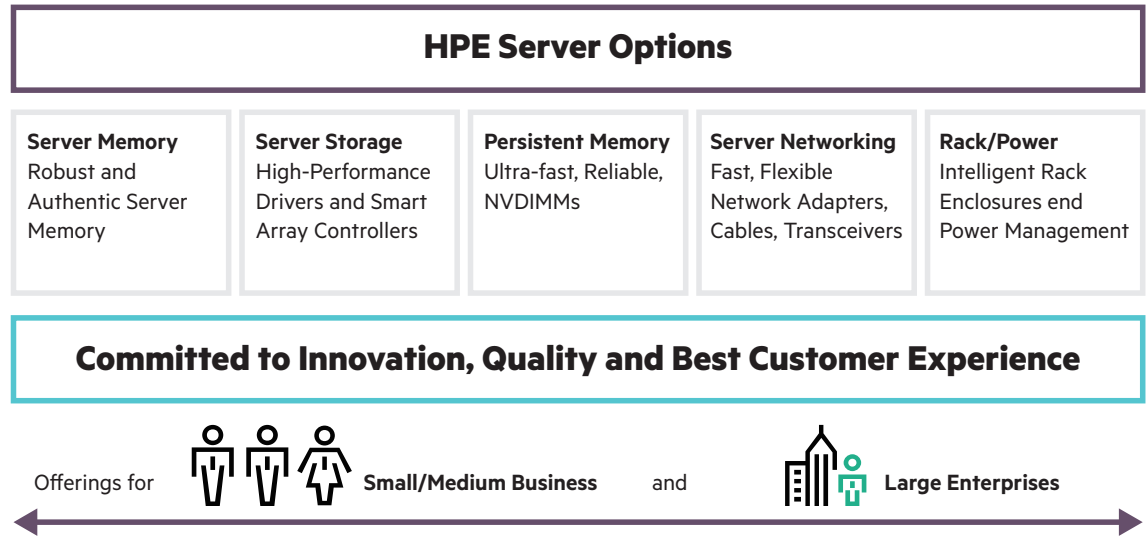 HPE Server Options
Server Memory
Robust and
Authentic Server
Memory
Server Storage
High-Performance
Drivers and Smart
Array Controllers
Persistent Memory
Ultra-fast, Reliable,
NVDIMMs
Server Networking
Fast, Flexible
Network Adapters,
Cables, Transceivers
Rack/Power
Intelligent Rack
Enclosures end
Power Management
Committed to Innovation, Quality and Best Customer Experience
Offerings for Small/Medium Business and Large Enterprises